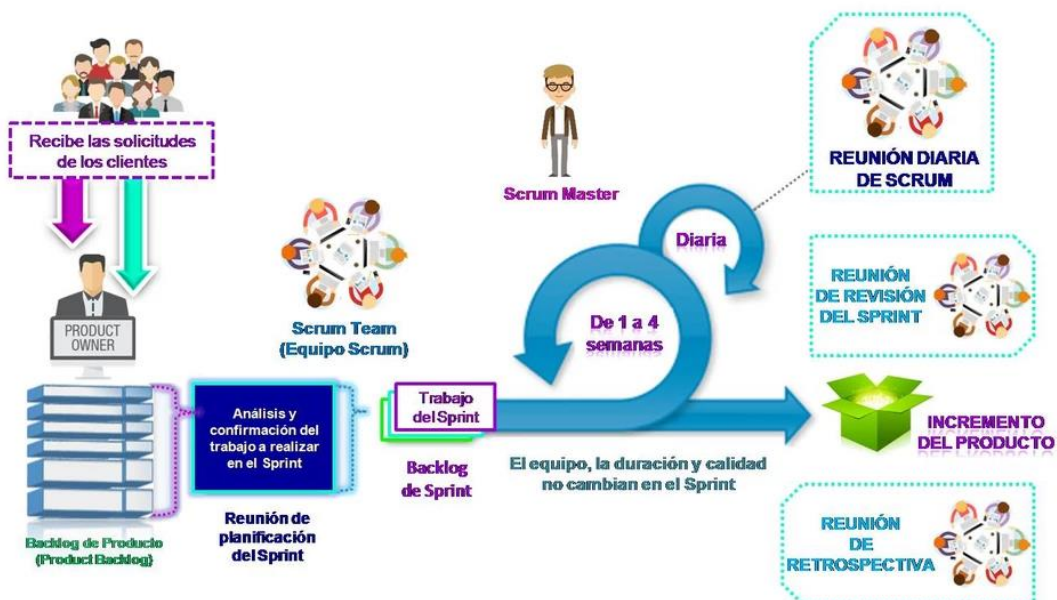 Recibe las solicitudes
de los clientes
PRODUCT
OWNER
Backlog de Producto
(Product Backlog)
Scrum Team
(Equipo Scrum)
Análisis y
confirmación del
trabajo a realizar
en el Sprint
Reunión de
planificación
del Sprint
Trabajo
del Sprint
Backlog
de Sprint
Scrum Master
Diaria
De 1 a 4
semanas
El equipo, la duración y calidad
no cambian en el Sprint
REUNIÓN DIARIA
DE SCRUM
REUNIÓN
DE REVISIÓN
DEL SPRINT
INCREMENTO
DEL PRODUCTO
REUNIÓN
DE
RETROSPECTIVA